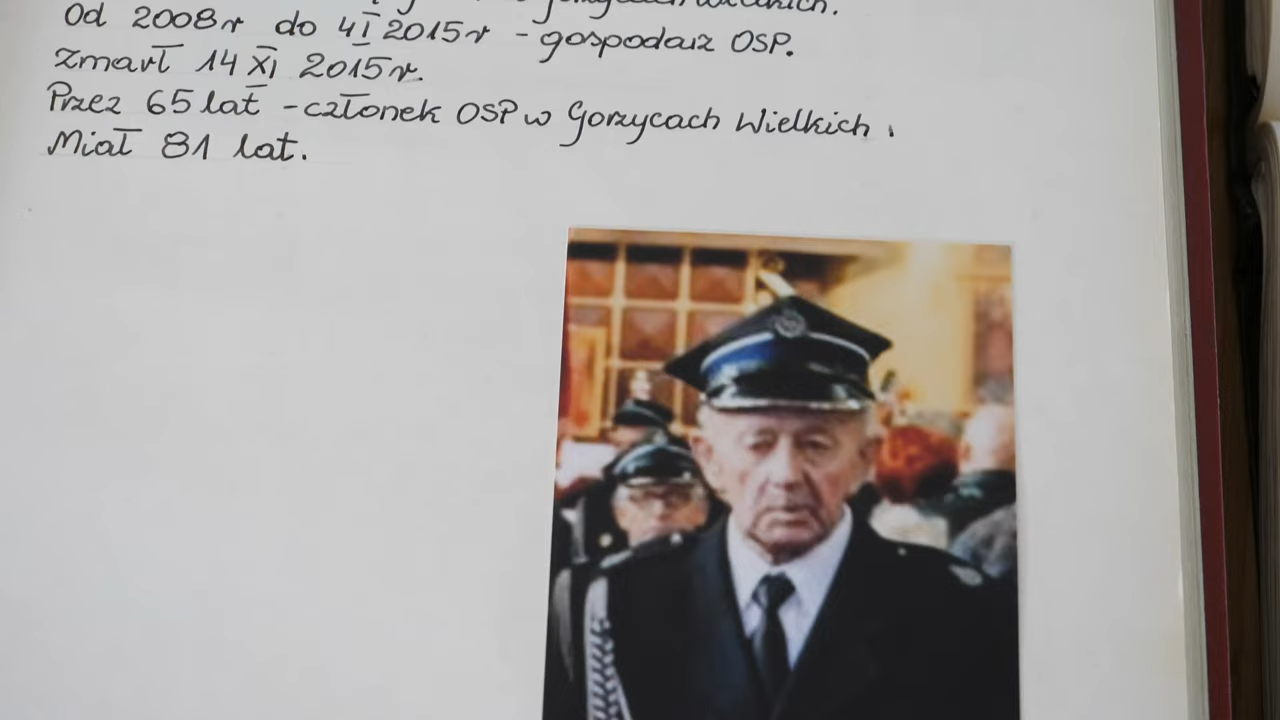 Wielkich.
Od 2008r do 4 I 2015r - gospodarz OSP.
Zmarł 14 XI 2015r.
Przez 65 lat - członek OSP w Gorzycach Wielkich.
Miał 81 lat.